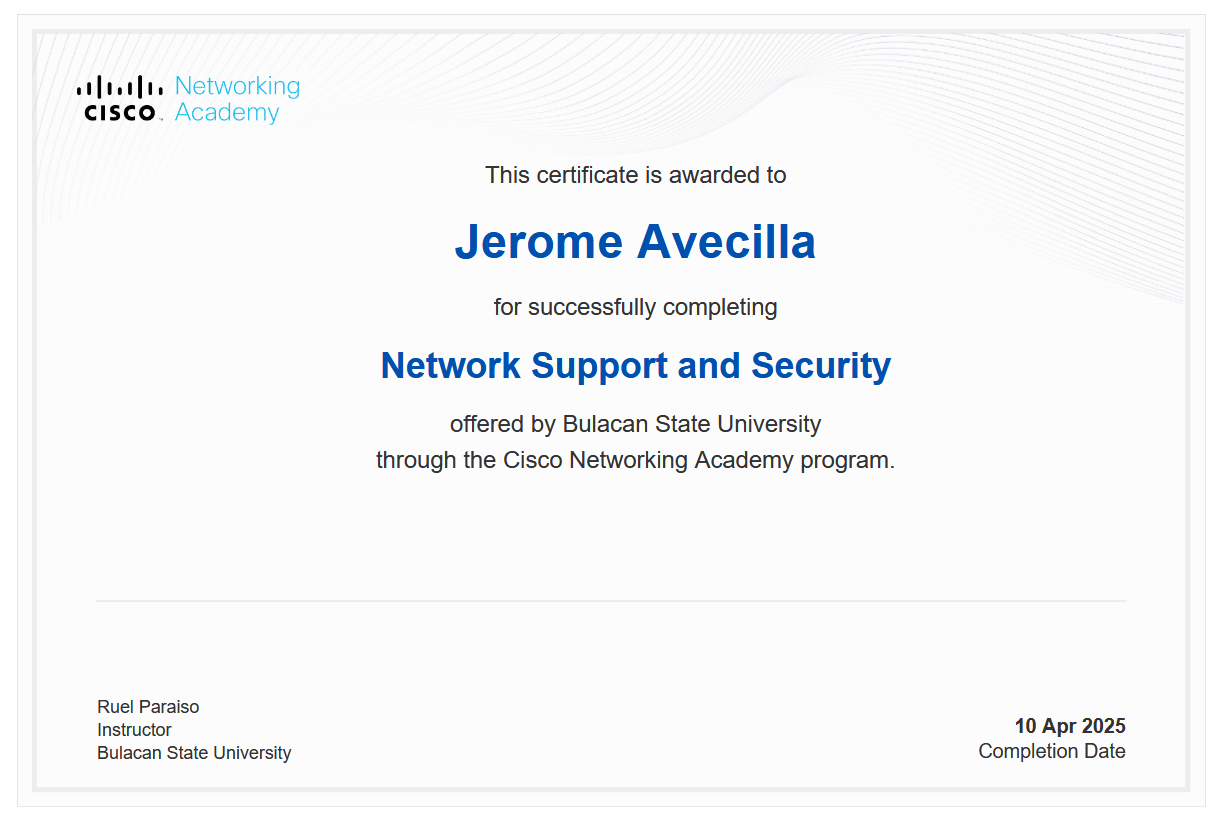 CISCO Networking
Academy
This certificate is awarded to
Jerome Avecilla
for successfully completing
Network Support and Security
offered by Bulacan State University
through the Cisco Networking Academy program.
Ruel Paraiso
Instructor
Bulacan State University
10 Apr 2025
Completion Date